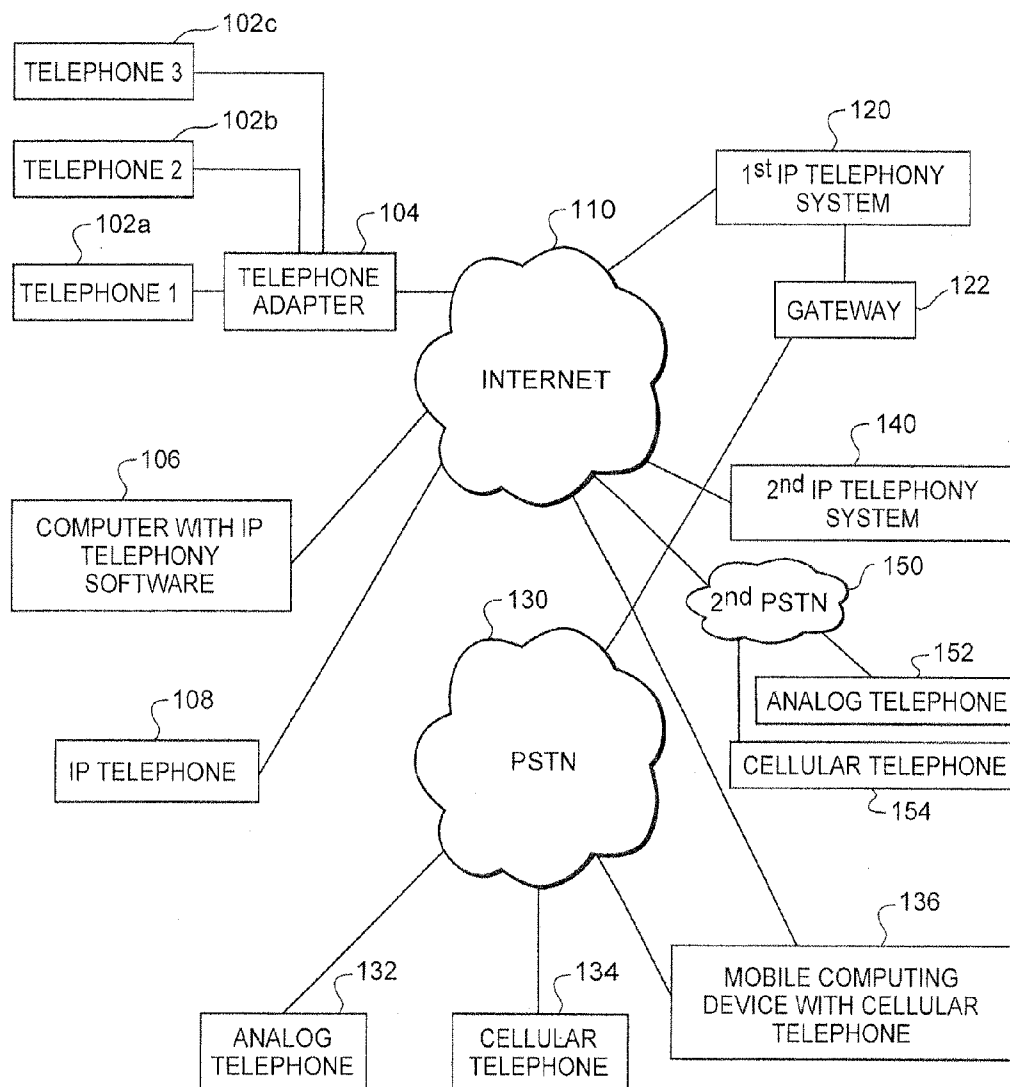 102c
TELEPHONE 3
102b
TELEPHONE 2
102a
TELEPHONE 1
104
TELEPHONE
ADAPTER
110
INTERNET
120
1st IP TELEPHONY
SYSTEM
GATEWAY
122
140
2nd IP TELEPHONY
SYSTEM
106
COMPUTER WITH IP
TELEPHONY
SOFTWARE
150
2nd PSTN
152
ANALOG TELEPHONE
CELLULAR TELEPHONE
154
108
IP TELEPHONE
130
PSTN
132
ANALOG
TELEPHONE
134
CELLULAR
TELEPHONE
136
MOBILE COMPUTING
DEVICE WITH CELLULAR
TELEPHONE